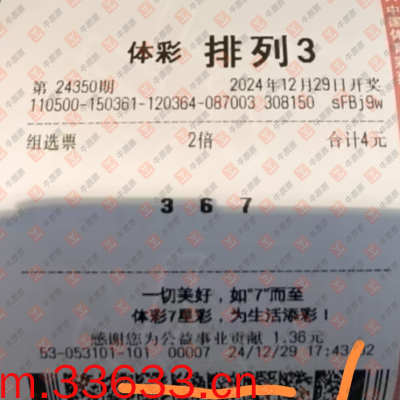 体彩 排列3
第 24350期 2024年12月29日开奖
110500-150361-120364-087003 308150 sFBj9w
组选票 2倍 合计4元
3 6 7
一切美好，如"7"而至
体彩7星彩，为生活添彩！
感谢您为公益事业贡献 1.36元
53-053101-101 00007 24/12/29 17:43:02
m.33633.cn